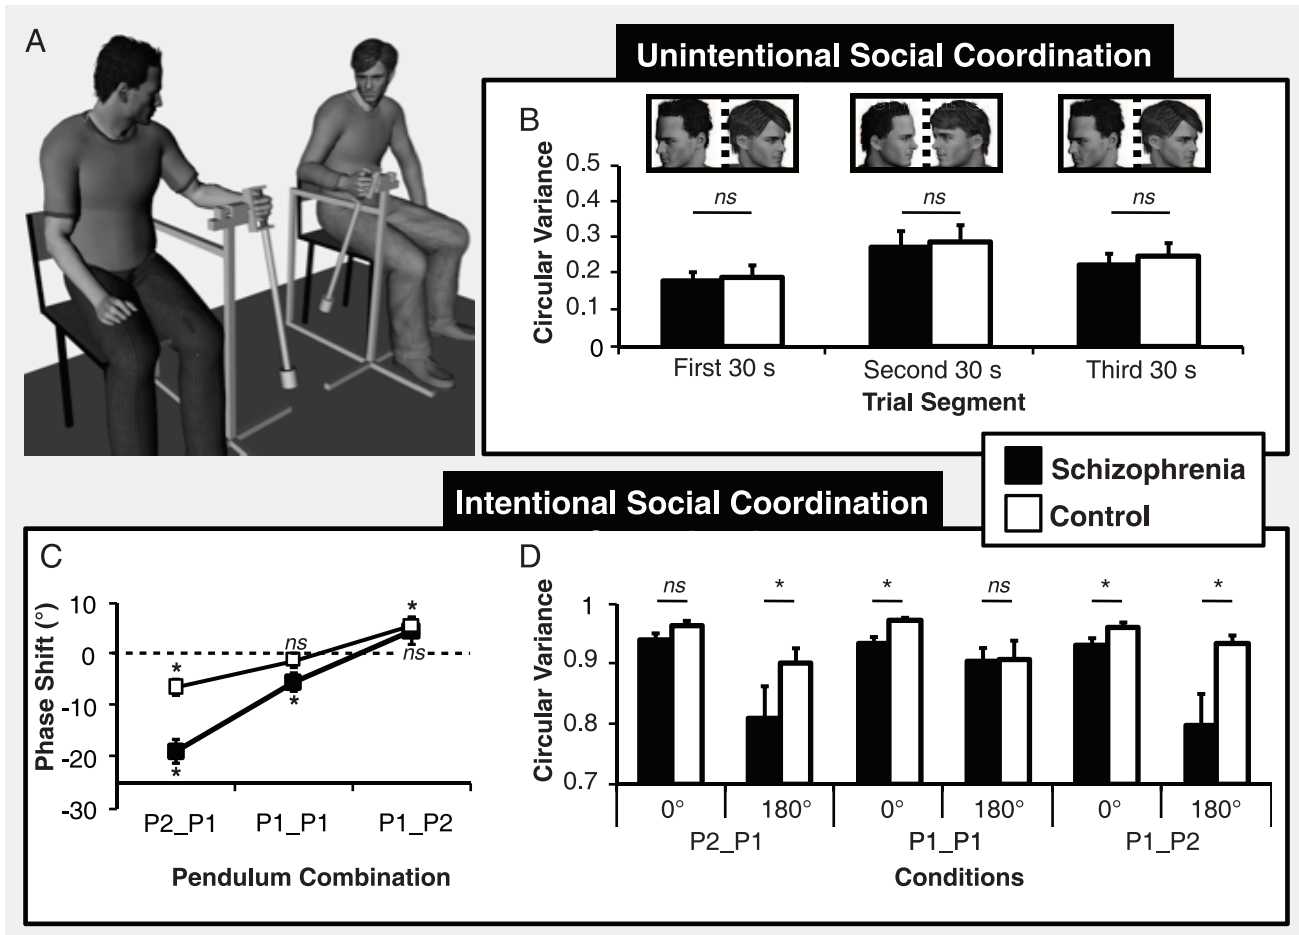 A
Unintentional Social Coordination
B
Circular Variance
0.5
0.4
0.3
0.2
0.1
0
ns
ns
ns
First 30 s
Second 30 s
Third 30 s
Trial Segment
Schizophrenia
Control
Intentional Social Coordination
C
Phase Shift (°)
10
0
-10
-20
-30
*
*
ns
*
*
ns
P2_P1
P1_P1
P1_P2
Pendulum Combination
D
Circular Variance
1
0.9
0.8
0.7
ns
*
*
ns
*
*
0°
180°
0°
180°
0°
180°
P2_P1
P1_P1
P1_P2
Conditions